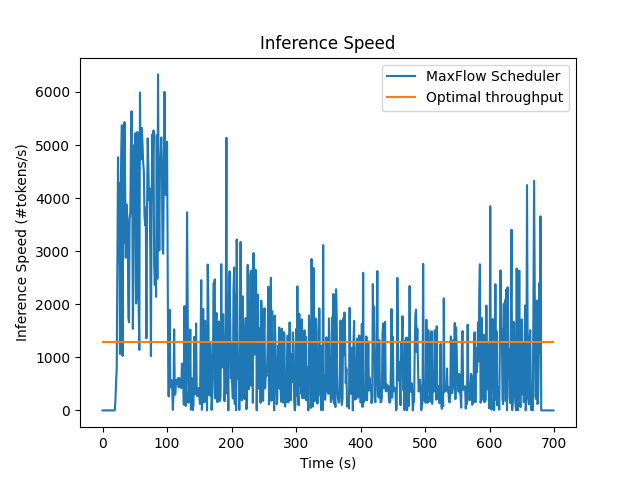 Inference Speed
MaxFlow Scheduler
Optimal throughput
Inference Speed (#tokens/s)
6000
5000
4000
3000
2000
1000
0
0 100 200 300 400 500 600 700
Time (s)